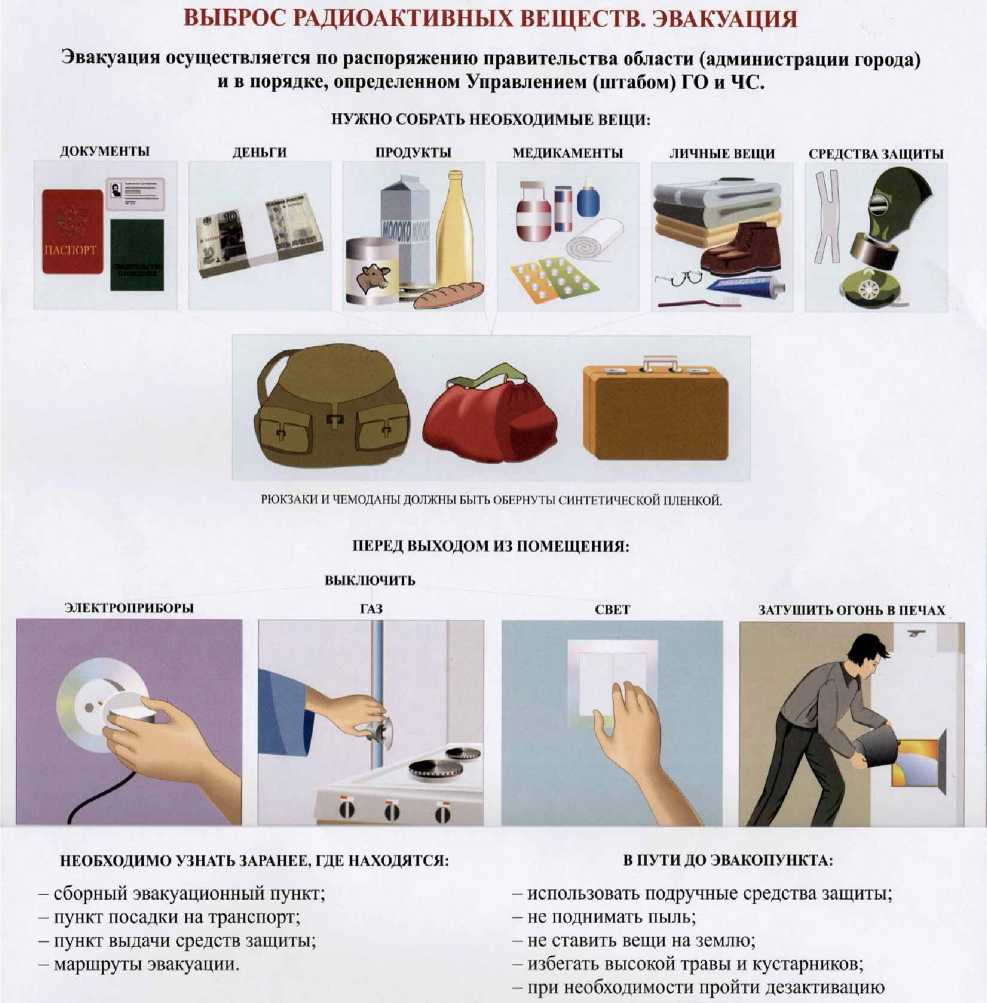 ВЫБРОС РАДИОАКТИВНЫХ ВЕЩЕСТВ. ЭВАКУАЦИЯ
Эвакуация осуществляется по распоряжению правительства области (администрации города)
и в порядке, определенном Управлением (штабом) ГО и ЧС.
НУЖНО СОБРАТЬ НЕОБХОДИМЫЕ ВЕЩИ:
ДОКУМЕНТЫ
ДЕНЬГИ
ПРОДУКТЫ
МЕДИКАМЕНТЫ
ЛИЧНЫЕ ВЕЩИ
СРЕДСТВА ЗАЩИТЫ
ПАСПОРТ
МОЛОКО
МОЛОКО
РЮКЗАКИ И ЧЕМОДАНЫ ДОЛЖНЫ БЫТЬ ОБЕРНУТЫ СИНТЕТИЧЕСКОЙ ПЛЕНКОЙ.
ПЕРЕД ВЫХОДОМ ИЗ ПОМЕЩЕНИЯ:
ВЫКЛЮЧИТЬ
ЭЛЕКТРОПРИБОРЫ
ГАЗ
СВЕТ
ЗАТУШИТЬ ОГОНЬ В ПЕЧАХ
НЕОБХОДИМО УЗНАТЬ ЗАРАНЕЕ, ГДЕ НАХОДЯТСЯ:
– сборный эвакуационный пункт;
– пункт посадки на транспорт;
– пункт выдачи средств защиты;
– маршруты эвакуации.
В ПУТИ ДО ЭВАКОПУНКТА:
– использовать подручные средства защиты;
– не поднимать пыль;
– не ставить вещи на землю;
– избегать высокой травы и кустарников;
– при необходимости пройти дезактивацию